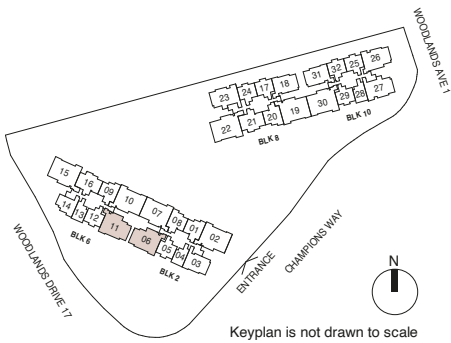 WOODLANDS AVE 1
23 24 17 18 31 32 25 26
22 21 20 19 30 29 28 27
BLK 8
BLK 10
15 16 09 10 07 08 01 02
14 13 12 11 06 05 04 03
BLK 6
BLK 2
WOODLANDS DRIVE 17
ENTRANCE
CHAMPIONS WAY
N
Keyplan is not drawn to scale